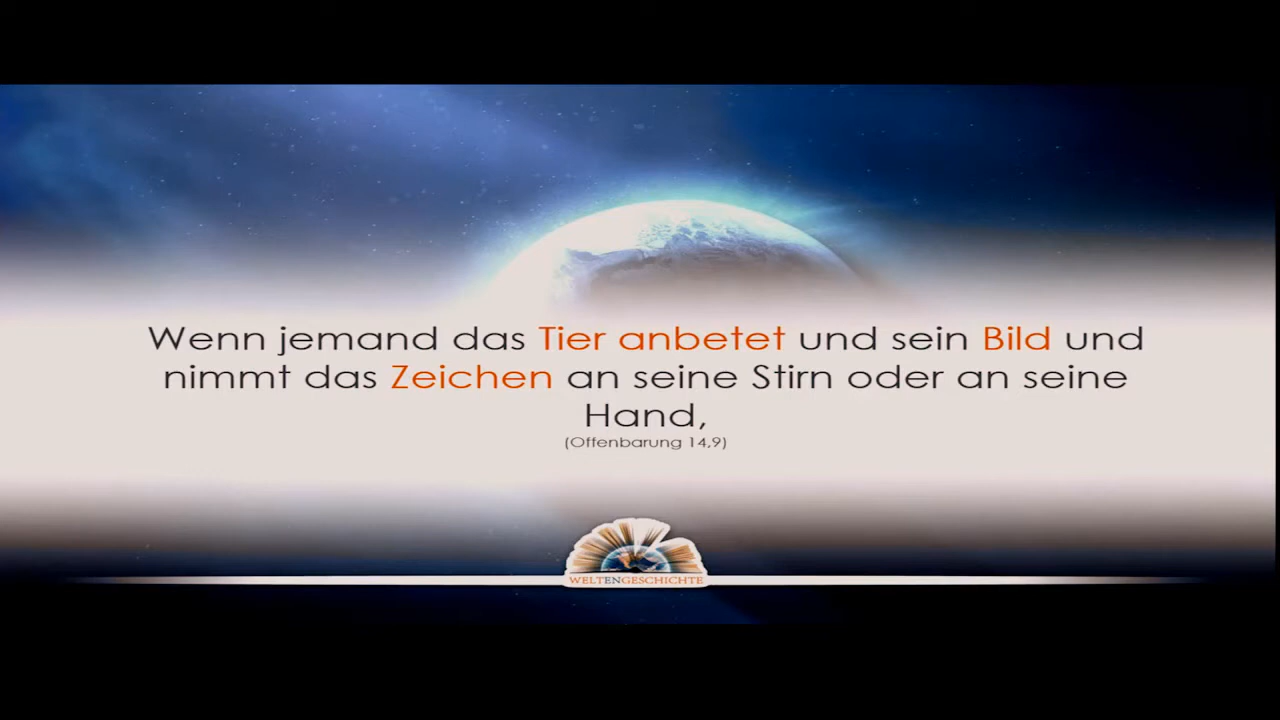 Wenn jemand das Tier anbetet und sein Bild und
nimmt das Zeichen an seine Stirn oder an seine
Hand,
(Offenbarung 14,9)
WELTENGESCHICHTE